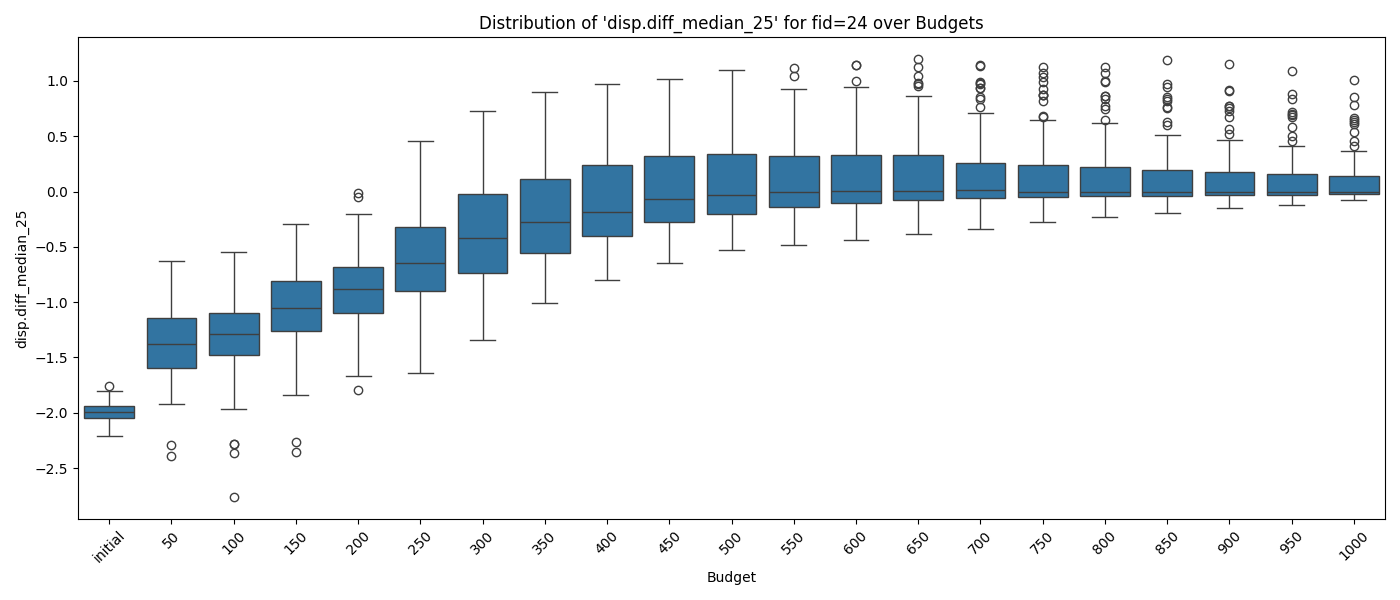 Distribution of 'disp.diff_median_25' for fid=24 over Budgets
disp.diff_median_25
1.0
0.5
0.0
−0.5
−1.0
−1.5
−2.0
−2.5
initial 50 100 150 200 250 300 350 400 450 500 550 600 650 700 750 800 850 900 950 1000
Budget